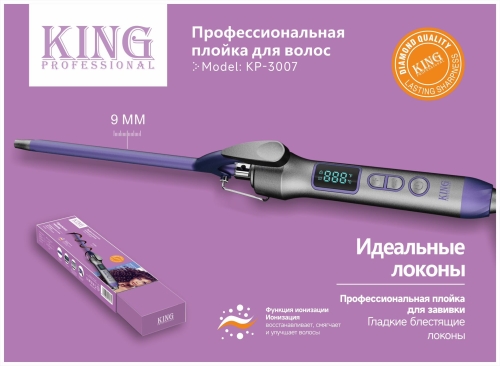 KING
PROFESSIONAL
Профессиональная
плойка для волос
Model: KP-3007
DIAMOND QUALITY
KING
LASTING SHARPNESS
9 MM
888
KING
KING
Идеальные
локоны
Профессиональная плойка
для завивки
Гладкие блестящие
локоны
Функция ионизации
Ионизация
восстанавливает, смягчает
и улучшает волосы